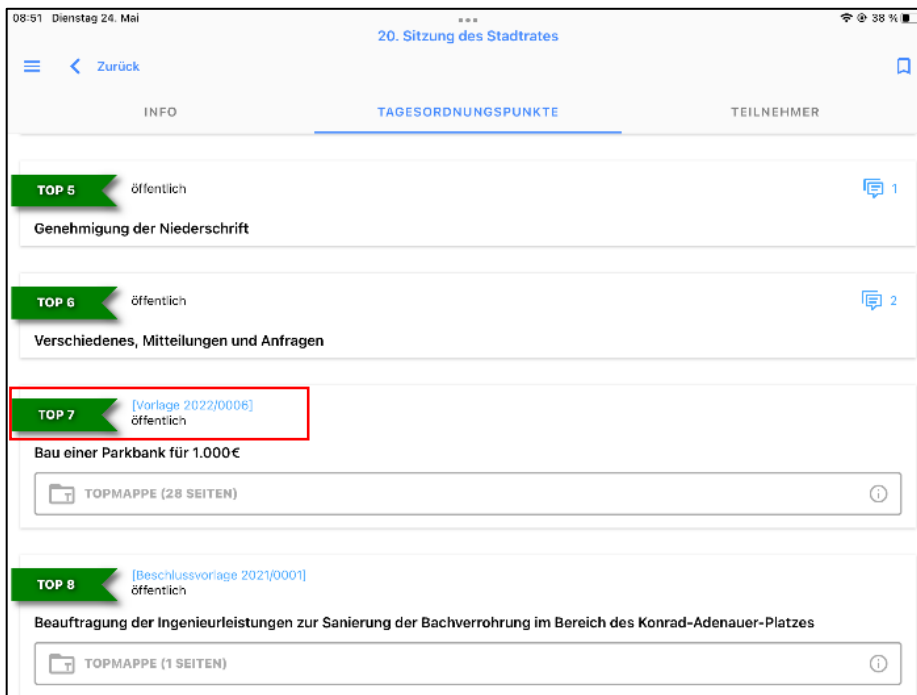 08:51 Dienstag 24. Mai
38 %
20. Sitzung des Stadtrates
Zurück
INFO
TAGESORDNUNGSPUNKTE
TEILNEHMER
TOP 5
öffentlich
1
Genehmigung der Niederschrift
TOP 6
öffentlich
2
Verschiedenes, Mitteilungen und Anfragen
TOP 7
[Vorlage 2022/0006]
öffentlich
Bau einer Parkbank für 1.000€
TOPMAPPE (28 SEITEN)
TOP 8
[Beschlussvorlage 2021/0001]
öffentlich
Beauftragung der Ingenieurleistungen zur Sanierung der Bachverrohrung im Bereich des Konrad-Adenauer-Platzes
TOPMAPPE (1 SEITEN)